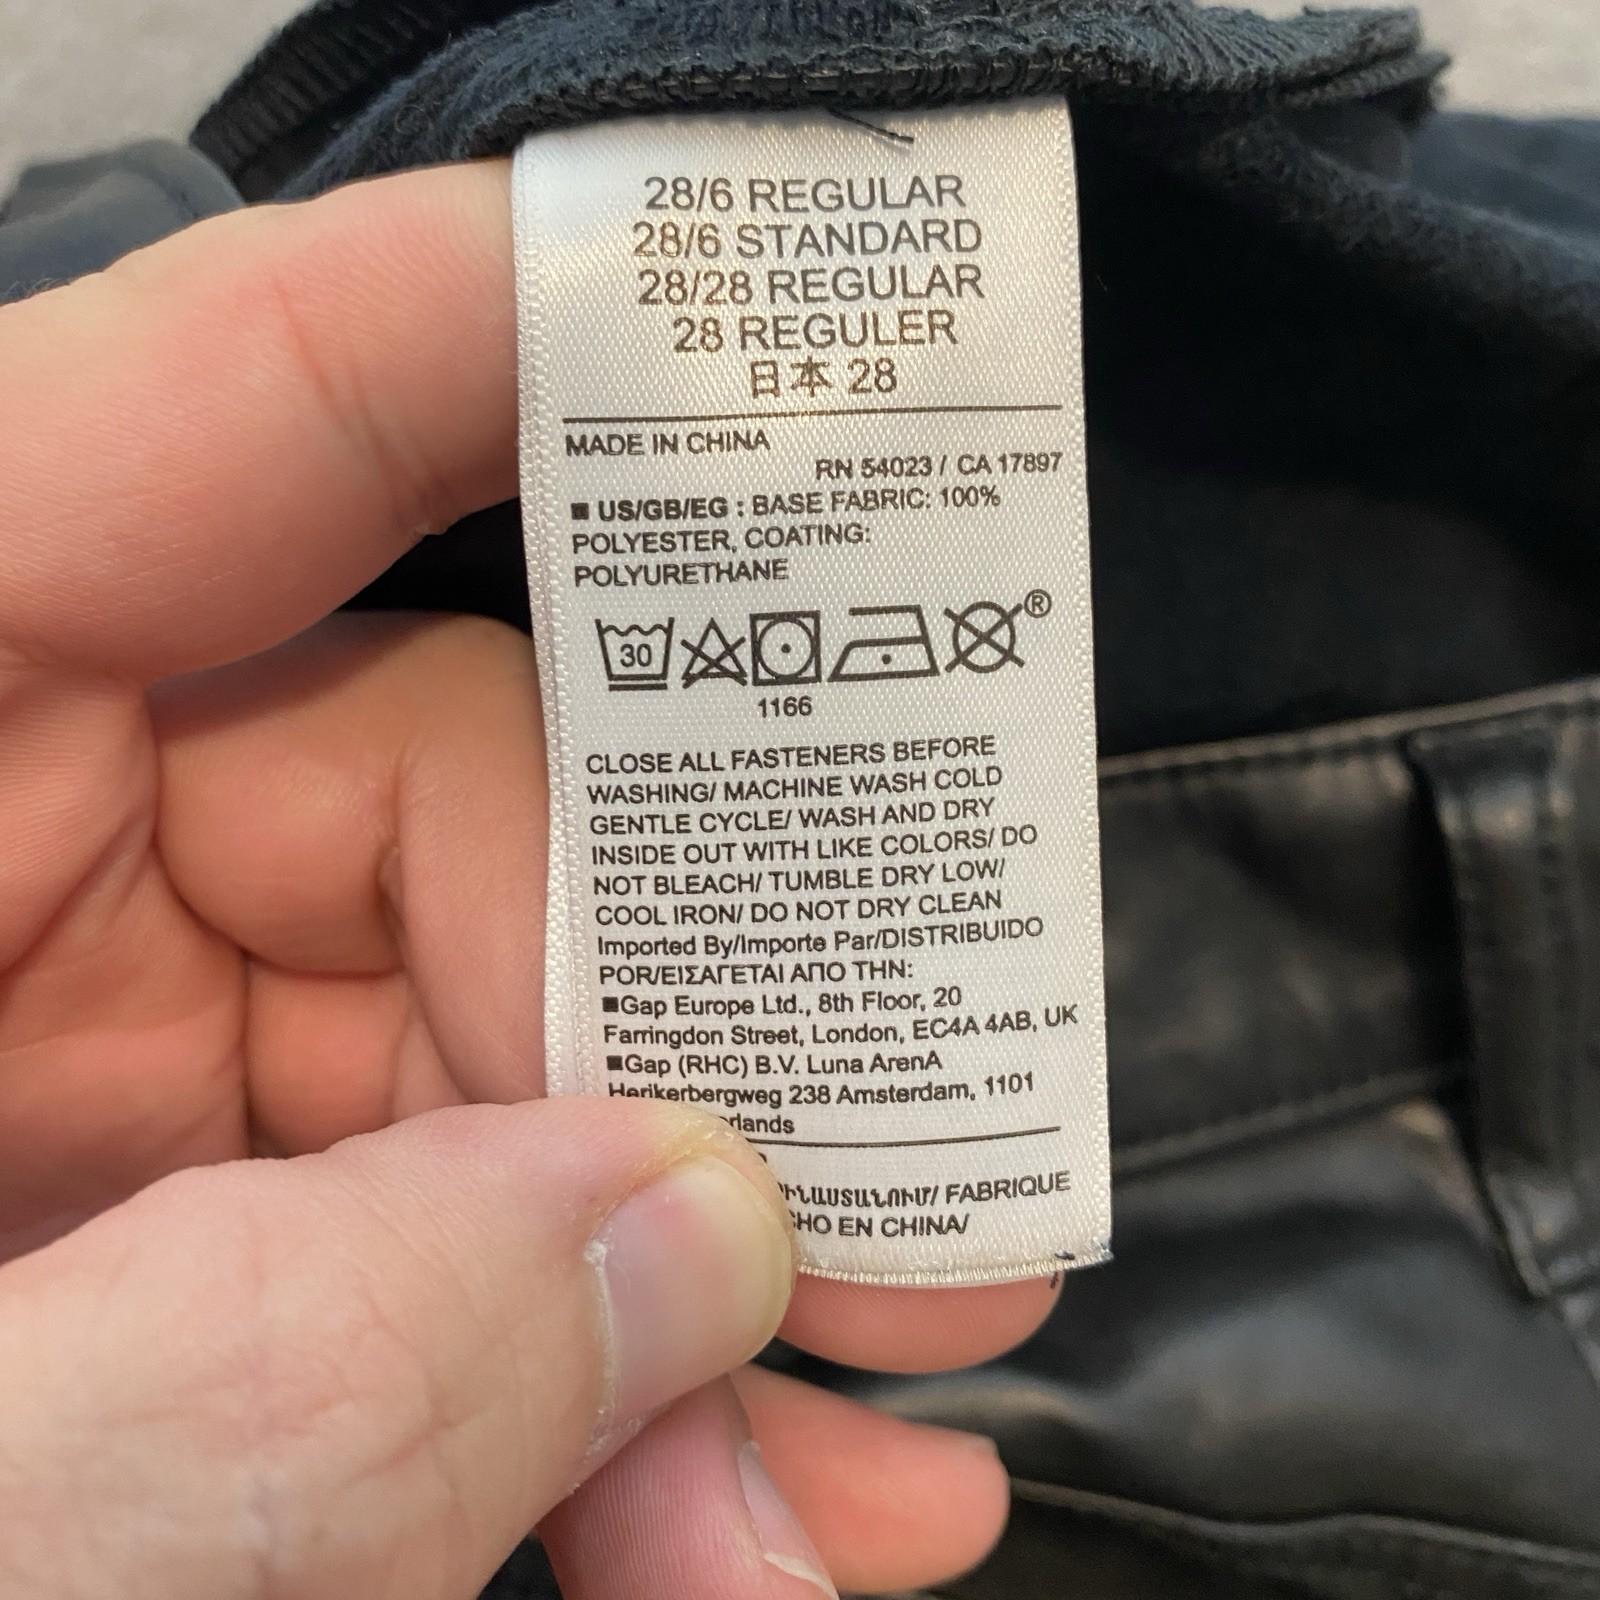 28/6 REGULAR
28/6 STANDARD
28/28 REGULAR
28 REGULER
日本 28
MADE IN CHINA
RN 54023 / CA 17897
■ US/GB/EG : BASE FABRIC: 100%
POLYESTER, COATING:
POLYURETHANE
30
®
1166
CLOSE ALL FASTENERS BEFORE
WASHING/ MACHINE WASH COLD
GENTLE CYCLE/ WASH AND DRY
INSIDE OUT WITH LIKE COLORS/ DO
NOT BLEACH/ TUMBLE DRY LOW/
COOL IRON/ DO NOT DRY CLEAN
Imported By/Importe Par/DISTRIBUIDO
POR/ΕΙΣΑΓΕΤΑΙ ΑΠΟ ΤΗΝ:
■Gap Europe Ltd., 8th Floor, 20
Farringdon Street, London, EC4A 4AB, UK
■Gap (RHC) B.V. Luna ArenA
Herikerbergweg 238 Amsterdam, 1101
FABRIQUE
EN CHINA/